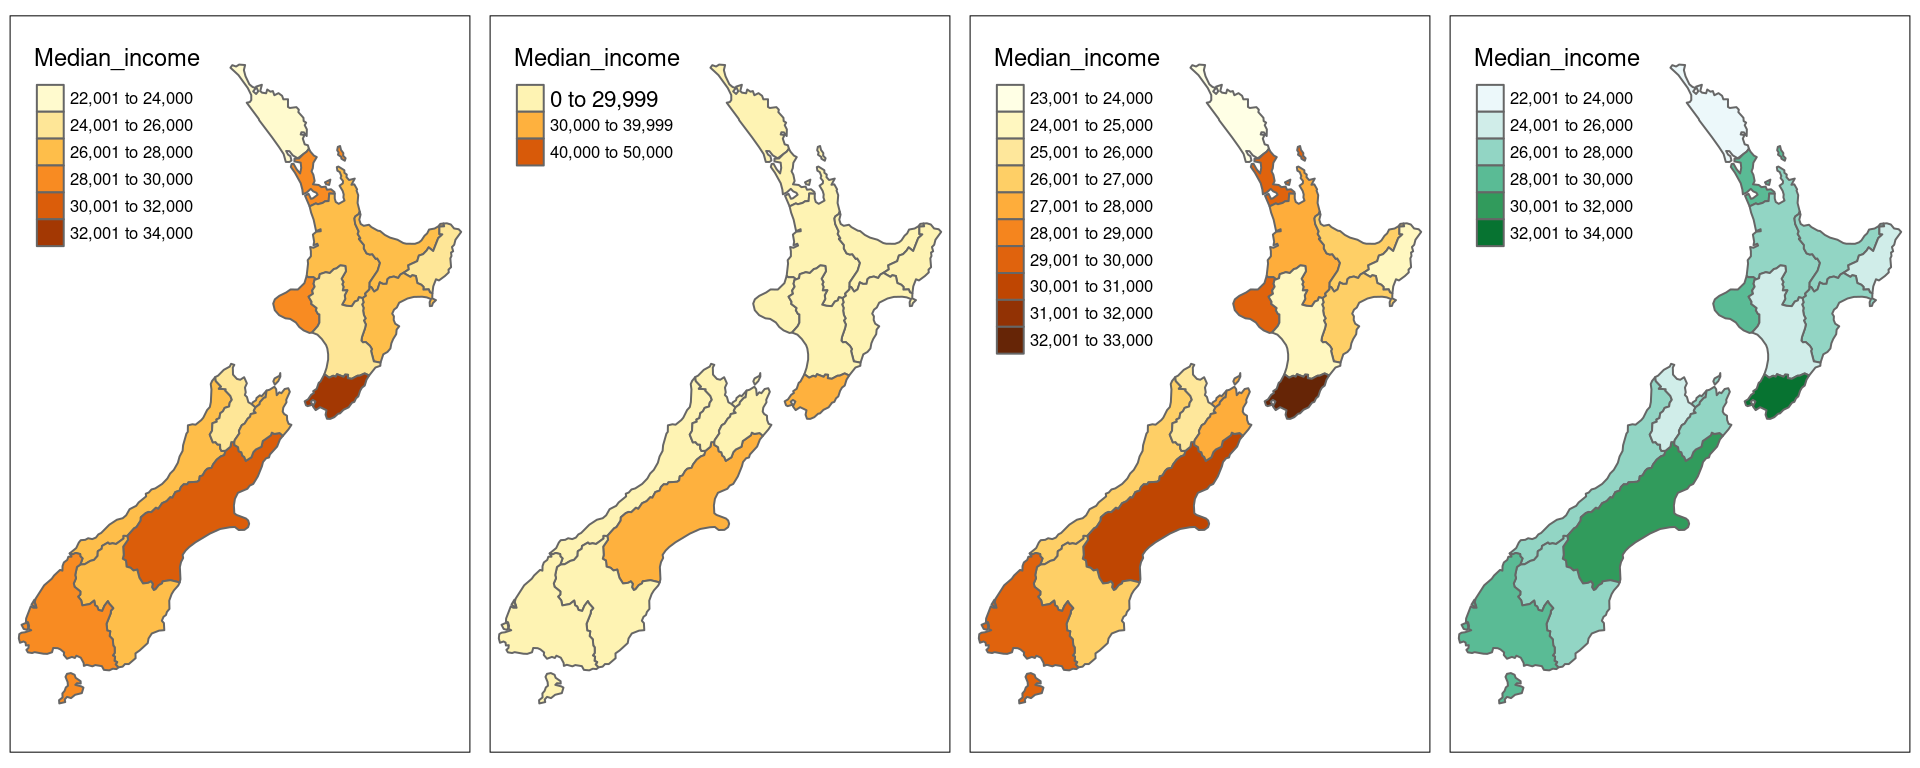 Median_income
22,001 to 24,000
24,001 to 26,000
26,001 to 28,000
28,001 to 30,000
30,001 to 32,000
32,001 to 34,000
Median_income
0 to 29,999
30,000 to 39,999
40,000 to 50,000
Median_income
23,001 to 24,000
24,001 to 25,000
25,001 to 26,000
26,001 to 27,000
27,001 to 28,000
28,001 to 29,000
29,001 to 30,000
30,001 to 31,000
31,001 to 32,000
32,001 to 33,000
Median_income
22,001 to 24,000
24,001 to 26,000
26,001 to 28,000
28,001 to 30,000
30,001 to 32,000
32,001 to 34,000